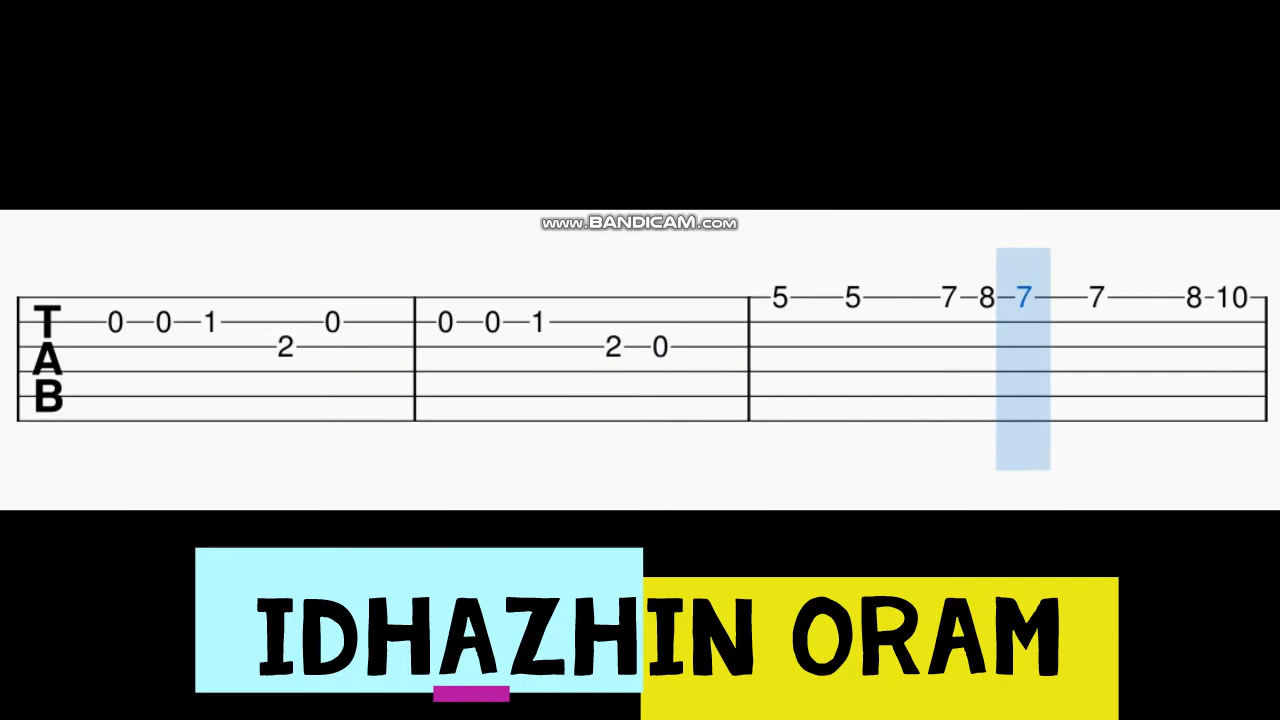 www.BANDICAM.com
5 5 7 8 7 7 8 10
T 0 0 1 0 0 0 1
A 2 2 0
B
IDHAZHIN ORAM